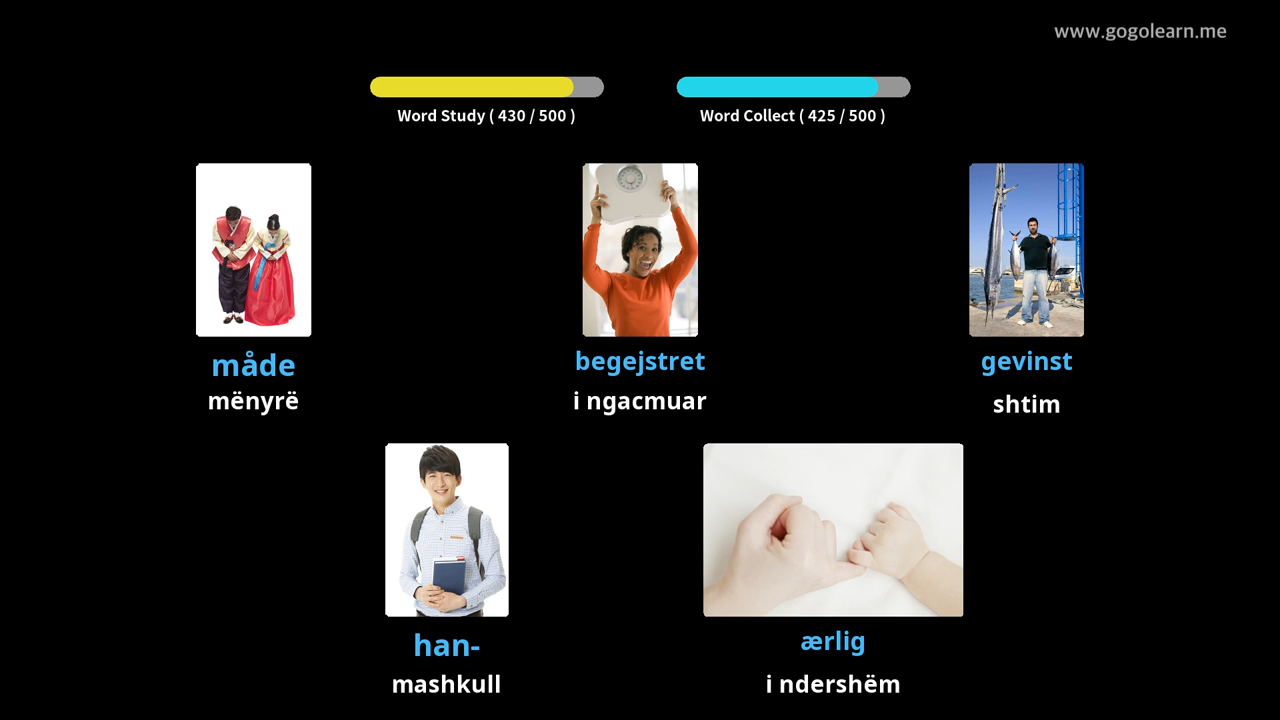 www.gogolearn.me
Word Study ( 430 / 500 )
Word Collect ( 425 / 500 )
måde
mënyrë
begejstret
i ngacmuar
gevinst
shtim
han-
mashkull
ærlig
i ndershëm